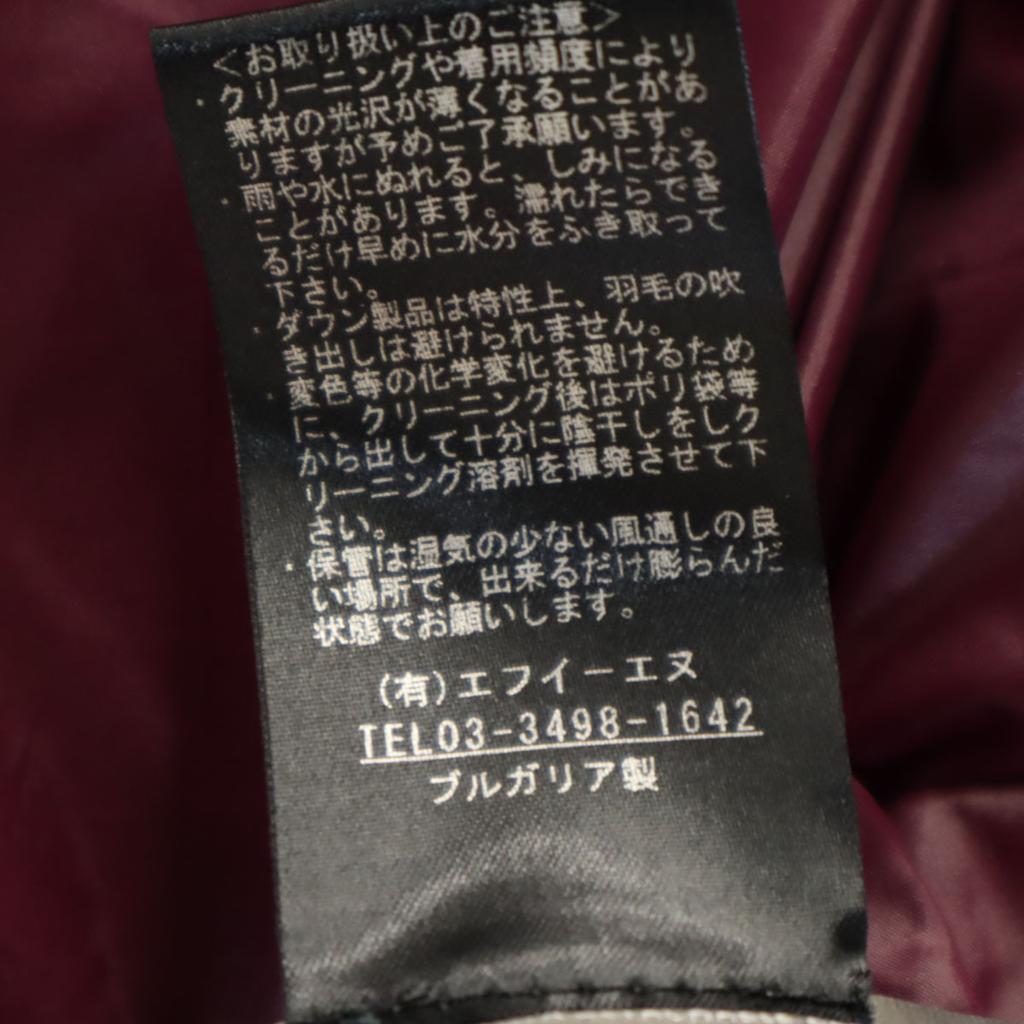 <お取り扱い上のご注意>
・クリーニングや着用頻度により
素材の光沢が薄くなることがあ
りますが予めご了承願います。
・雨や水にぬれると、しみになる
ことがあります。濡れたらでき
るだけ早めに水分をふき取って
下さい。
・ダウン製品は特性上、羽毛の吹
き出しは避けられません。
・変色等の化学変化を避けるため
に、クリーニング後はポリ袋等
から出して十分に陰干しをしク
リーニング溶剤を揮発させて下
さい。
・保管は湿気の少ない風通しの良
い場所で、出来るだけ膨らんだ
状態でお願いします。
(有)エフイーエヌ
TEL03-3498-1642
ブルガリア製